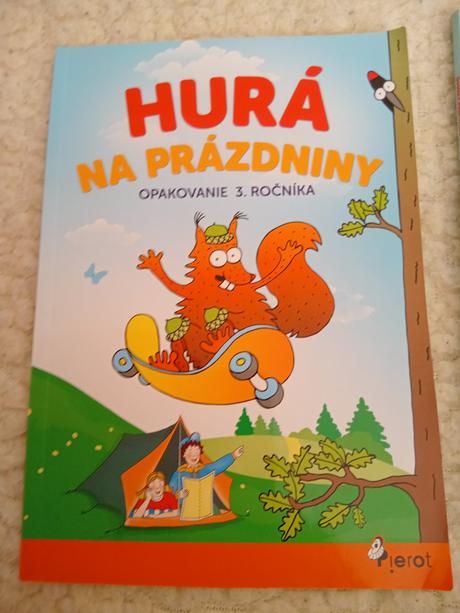 HURÁ
NA PRÁZDNINY
OPAKOVANIE 3. ROČNÍKA
Pierot